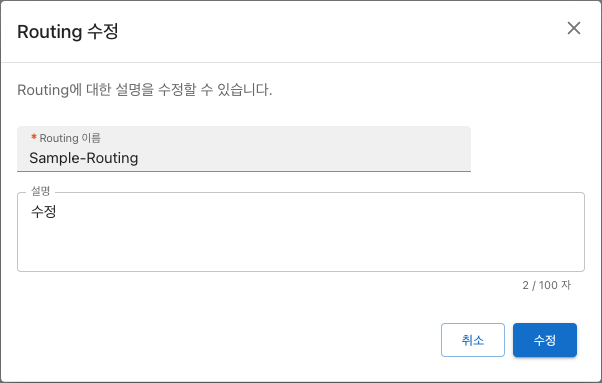 Routing 수정
Routing에 대한 설명을 수정할 수 있습니다.
* Routing 이름
Sample-Routing
설명
수정
2 / 100 자
취소 수정